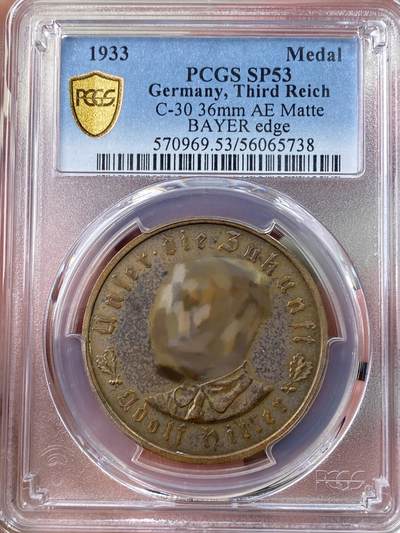 1933 Medal
PCGS SP53
PCGS Germany, Third Reich
C-30 36mm AE Matte
BAYER edge
570969.53/56065738
Unser·die·Zukunft
Adolf Hitler
PCGS